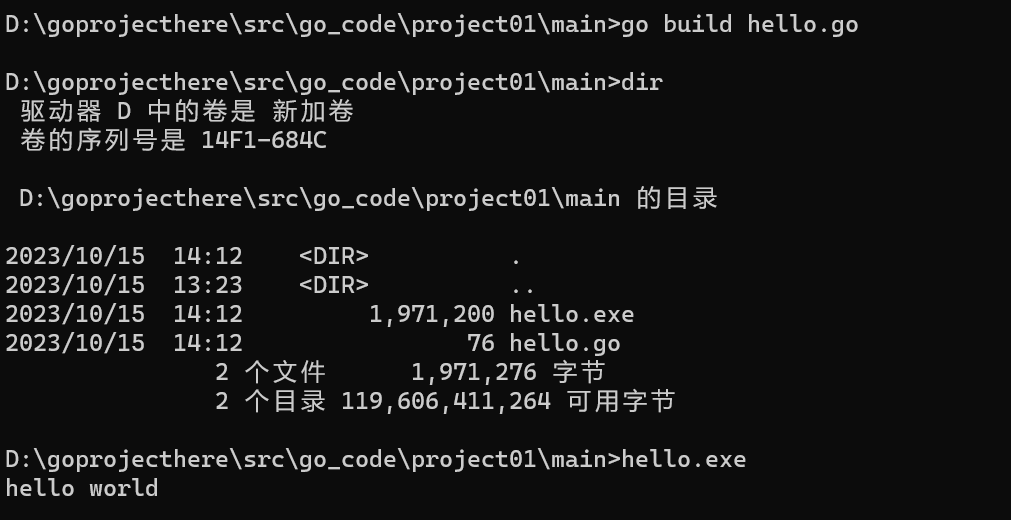 D:\goprojecthere\src\go_code\project01\main>go build hello.go
D:\goprojecthere\src\go_code\project01\main>dir
驱动器 D 中的卷是 新加卷
卷的序列号是 14F1-684C
D:\goprojecthere\src\go_code\project01\main 的目录
2023/10/15  14:12    <DIR>          .
2023/10/15  13:23    <DIR>          ..
2023/10/15  14:12         1,971,200 hello.exe
2023/10/15  14:12                76 hello.go
2 个文件      1,971,276 字节
2 个目录 119,606,411,264 可用字节
D:\goprojecthere\src\go_code\project01\main>hello.exe
hello world